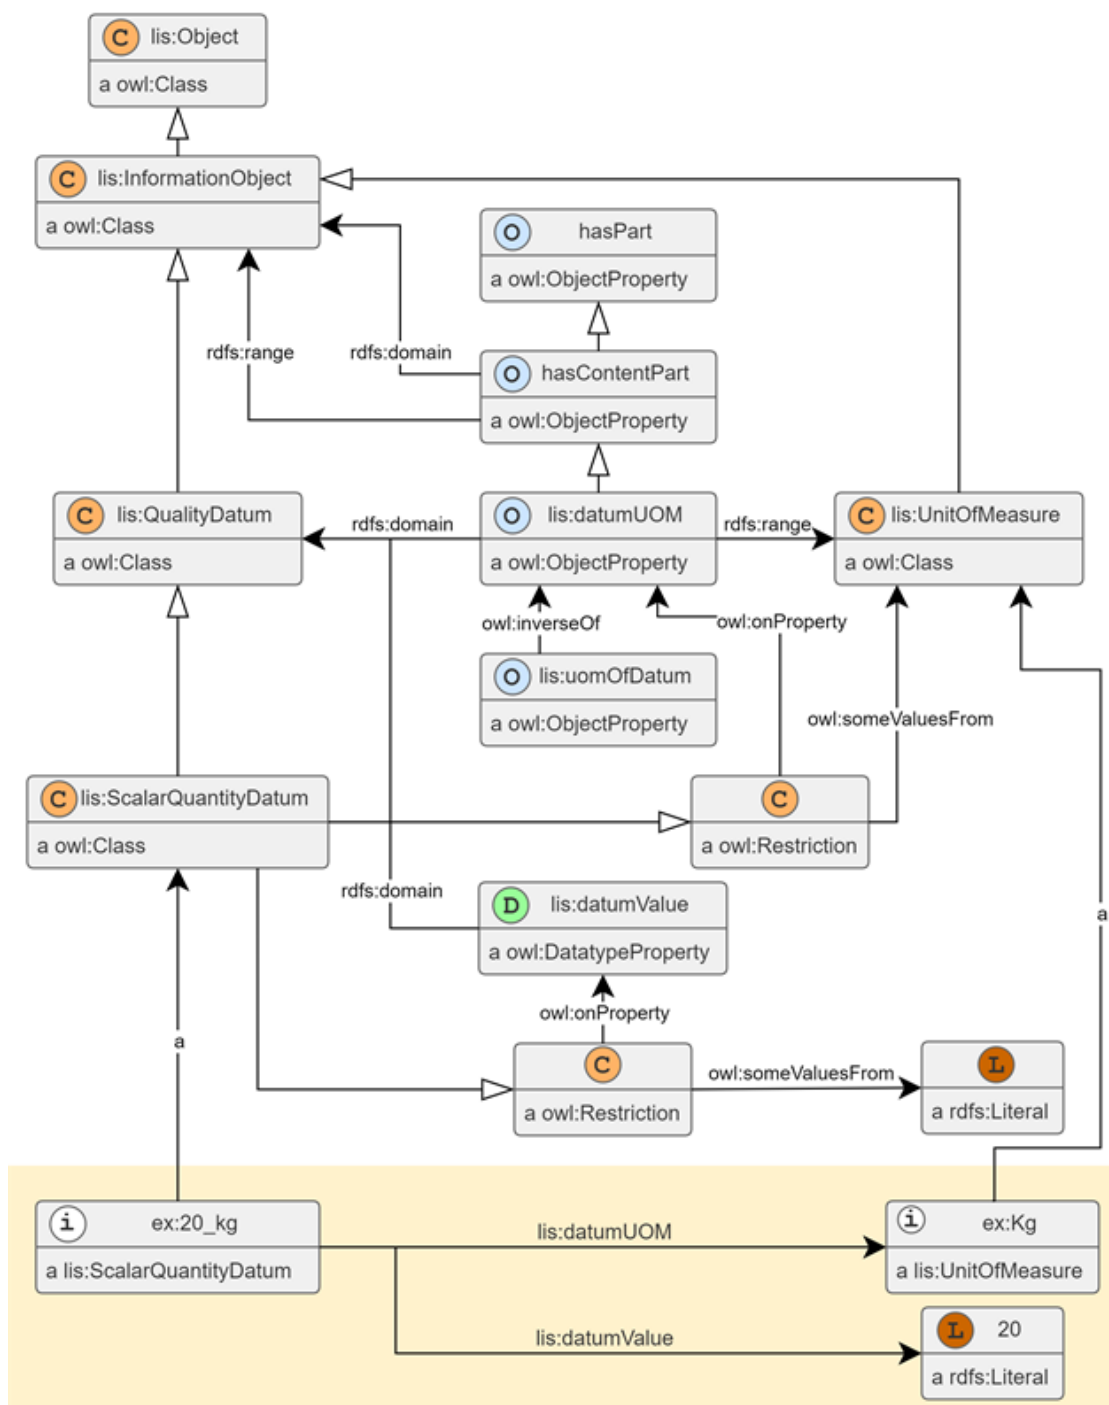 C lis:Object
a owl:Class
C lis:InformationObject
a owl:Class
O hasPart
a owl:ObjectProperty
rdfs:range
rdfs:domain
O hasContentPart
a owl:ObjectProperty
C lis:QualityDatum
a owl:Class
rdfs:domain
O lis:datumUOM
a owl:ObjectProperty
rdfs:range
C lis:UnitOfMeasure
a owl:Class
owl:inverseOf
owl:onProperty
O lis:uomOfDatum
a owl:ObjectProperty
owl:someValuesFrom
C lis:ScalarQuantityDatum
a owl:Class
C
a owl:Restriction
rdfs:domain
D lis:datumValue
a owl:DatatypeProperty
a
owl:onProperty
a
C
a owl:Restriction
owl:someValuesFrom
L
a rdfs:Literal
i ex:20_kg
a lis:ScalarQuantityDatum
lis:datumUOM
i ex:Kg
a lis:UnitOfMeasure
lis:datumValue
L 20
a rdfs:Literal